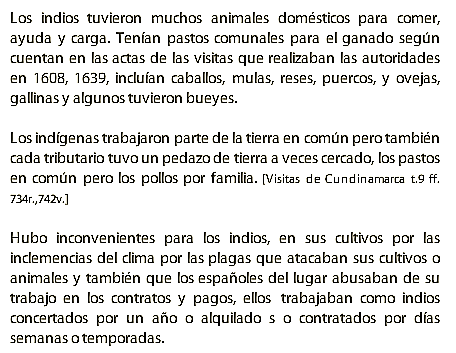 Los indios tuvieron muchos animales domésticos para comer,
ayuda y carga. Tenían pastos comunales para el ganado según
cuentan en las actas de las visitas que realizaban las autoridades
en 1608, 1639, incluían caballos, mulas, reses, puercos, y ovejas,
gallinas y algunos tuvieron bueyes.

Los indígenas trabajaron parte de la tierra en común pero también
cada tributario tuvo un pedazo de tierra a veces cercado, los pastos
en común pero los pollos por familia. [Visitas de Cundinamarca t.9 ff.
734r.,742v.]

Hubo inconvenientes para los indios, en sus cultivos por las
inclemencias del clima por las plagas que atacaban sus cultivos o
animales y también que los españoles del lugar abusaban de su
trabajo en los contratos y pagos, ellos trabajaban como indios
concertados por un año o alquilado s o contratados por días
semanas o temporadas.